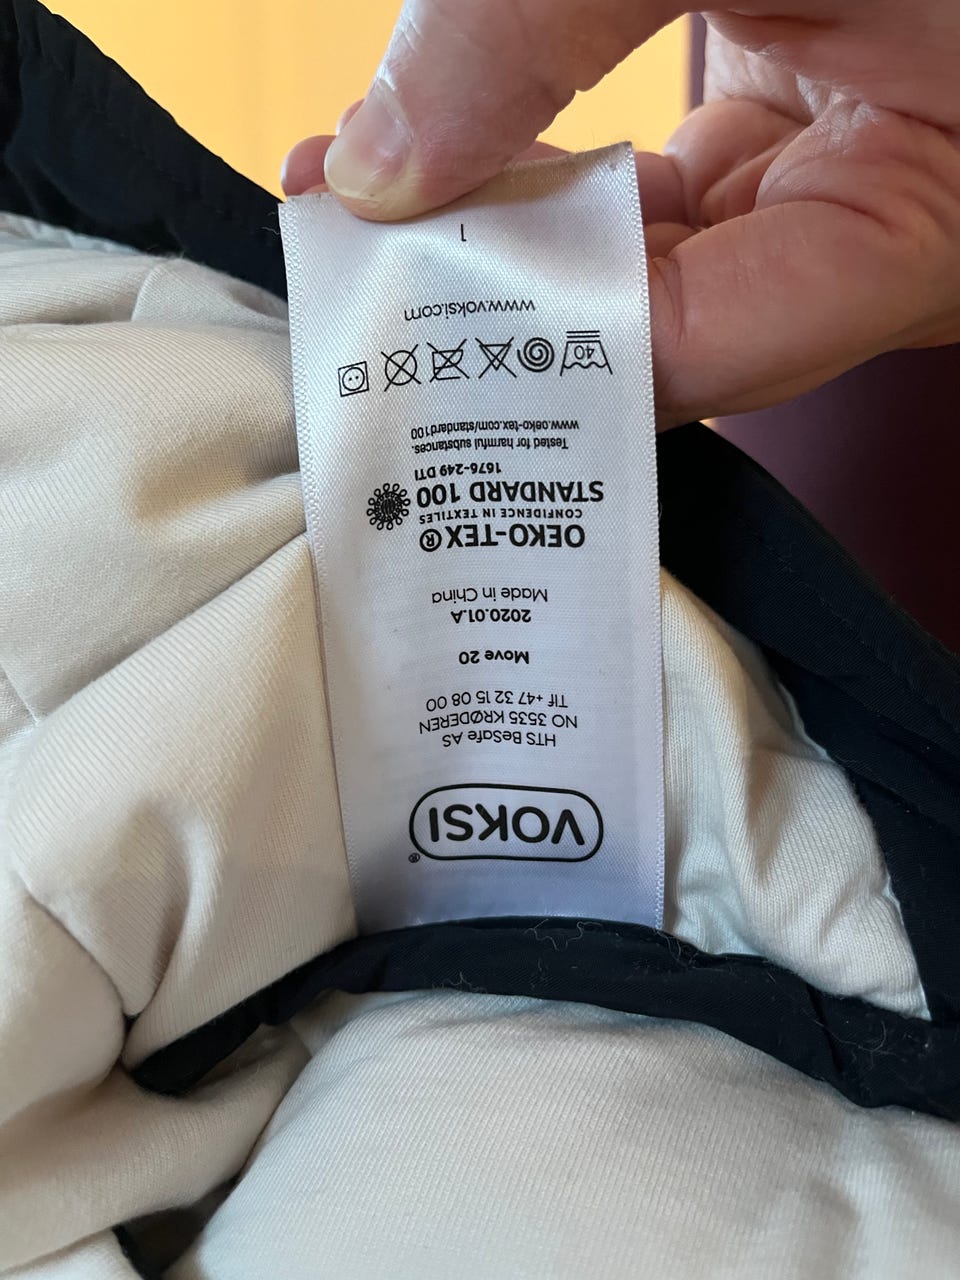 VOKSI®
HTS BeSafe AS
NO 3535 KRØDEREN
Tlf +47 32 15 08 00
Move 20
2020.01.A
Made in China
OEKO-TEX®
CONFIDENCE IN TEXTILES
STANDARD 100
1676-249 DTI
Tested for harmful substances.
www.oeko-tex.com/standard100
40
www.voksi.com
1